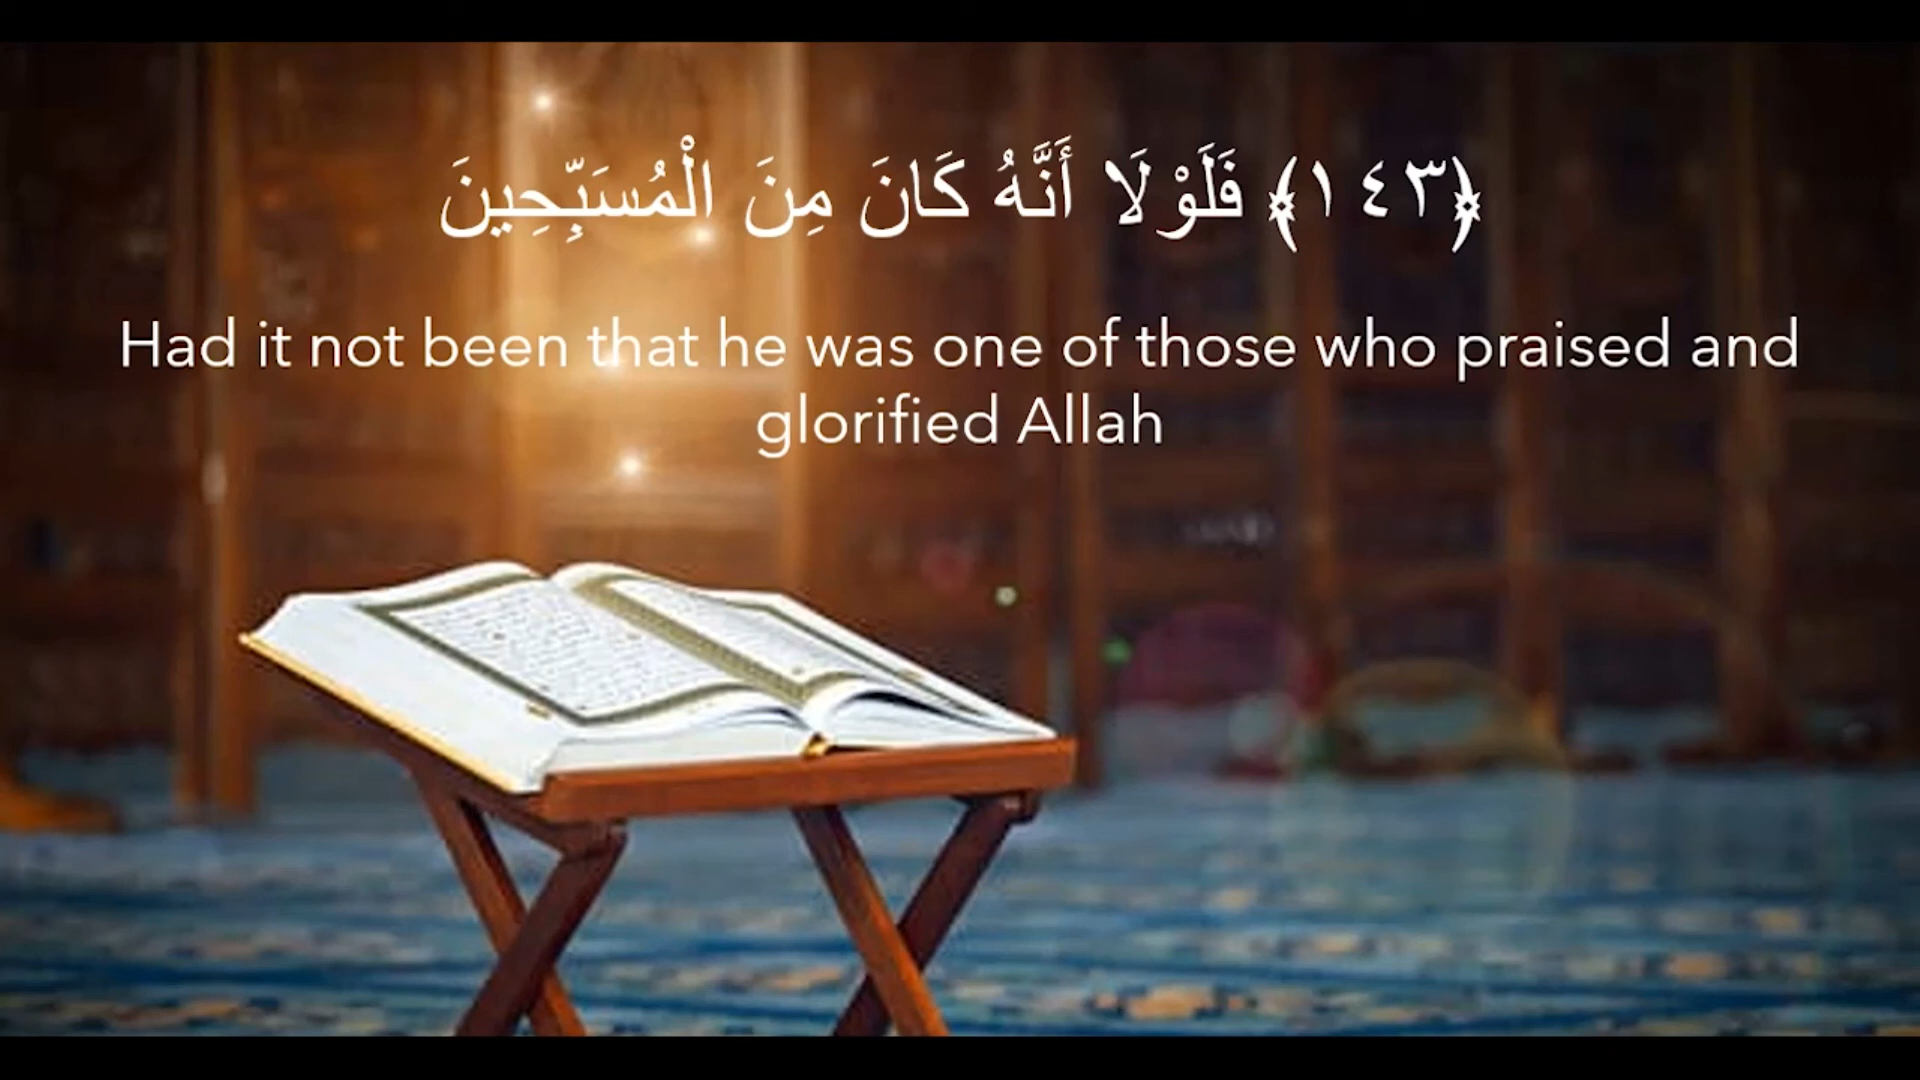 ﴿١٤٣﴾ فَلَوْلَا أَنَّهُ كَانَ مِنَ الْمُسَبِّحِينَ
Had it not been that he was one of those who praised and
glorified Allah